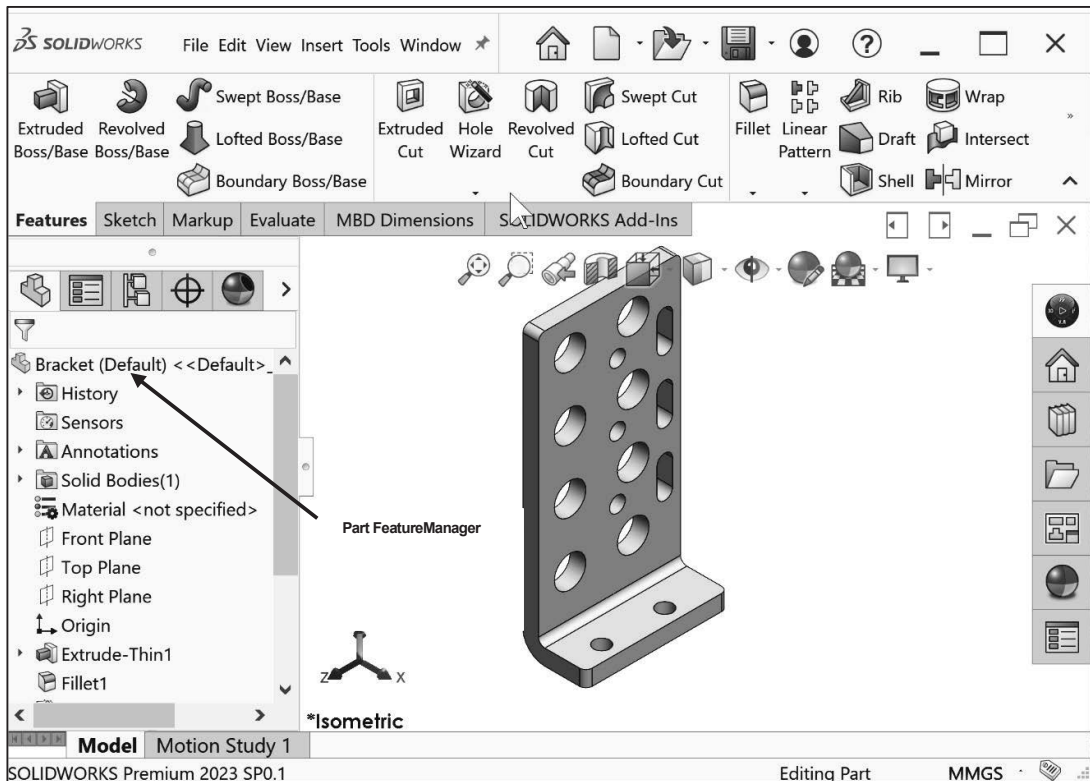 SOLIDWORKS File Edit View Insert Tools Window
Extruded Boss/Base
Revolved Boss/Base
Swept Boss/Base
Lofted Boss/Base
Boundary Boss/Base
Extruded Cut
Hole Wizard
Revolved Cut
Swept Cut
Lofted Cut
Boundary Cut
Fillet
Linear Pattern
Rib
Draft
Shell
Wrap
Intersect
Mirror
Features Sketch Markup Evaluate MBD Dimensions SOLIDWORKS Add-Ins
Bracket (Default) <<Default>_
History
Sensors
Annotations
Solid Bodies(1)
Material <not specified>
Front Plane
Top Plane
Right Plane
Origin
Extrude-Thin1
Fillet1
Part FeatureManager
Z X
*Isometric
Model Motion Study 1
SOLIDWORKS Premium 2023 SP0.1 Editing Part MMGS